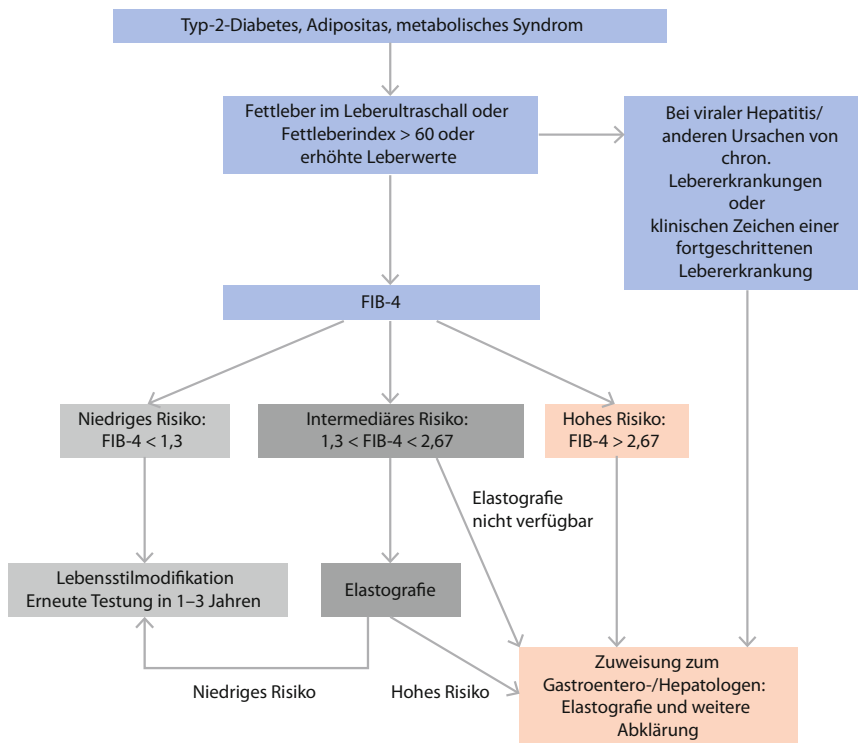 Typ-2-Diabetes, Adipositas, metabolisches Syndrom
Fettleber im Leberultraschall oder
Fettleberindex > 60 oder
erhöhte Leberwerte
Bei viraler Hepatitis/
anderen Ursachen von
chron.
Lebererkrankungen
oder
klinischen Zeichen einer
fortgeschrittenen
Lebererkrankung
FIB-4
Niedriges Risiko:
FIB-4 < 1,3
Intermediäres Risiko:
1,3 < FIB-4 < 2,67
Hohes Risiko:
FIB-4 > 2,67
Elastografie
nicht verfügbar
Lebensstilmodifikation
Erneute Testung in 1–3 Jahren
Elastografie
Niedriges Risiko
Hohes Risiko
Zuweisung zum
Gastroentero-/Hepatologen:
Elastografie und weitere
Abklärung